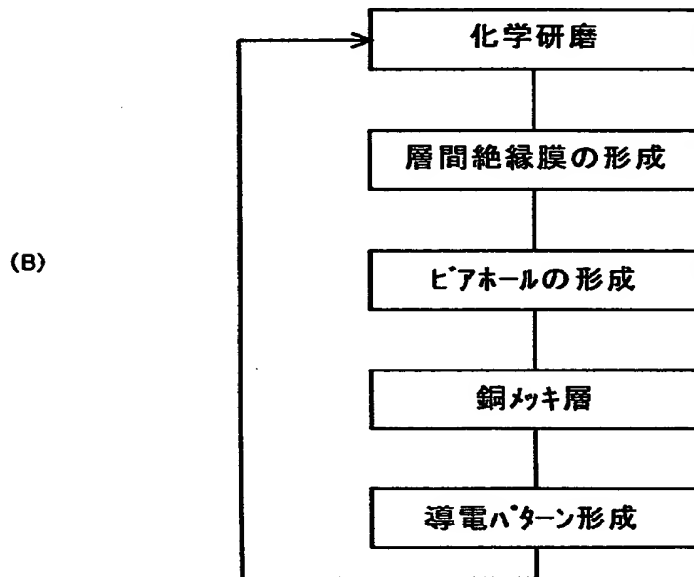 化学研磨
層間絶縁膜の形成
(B)
ビアホールの形成
銅メッキ層
導電パターン形成